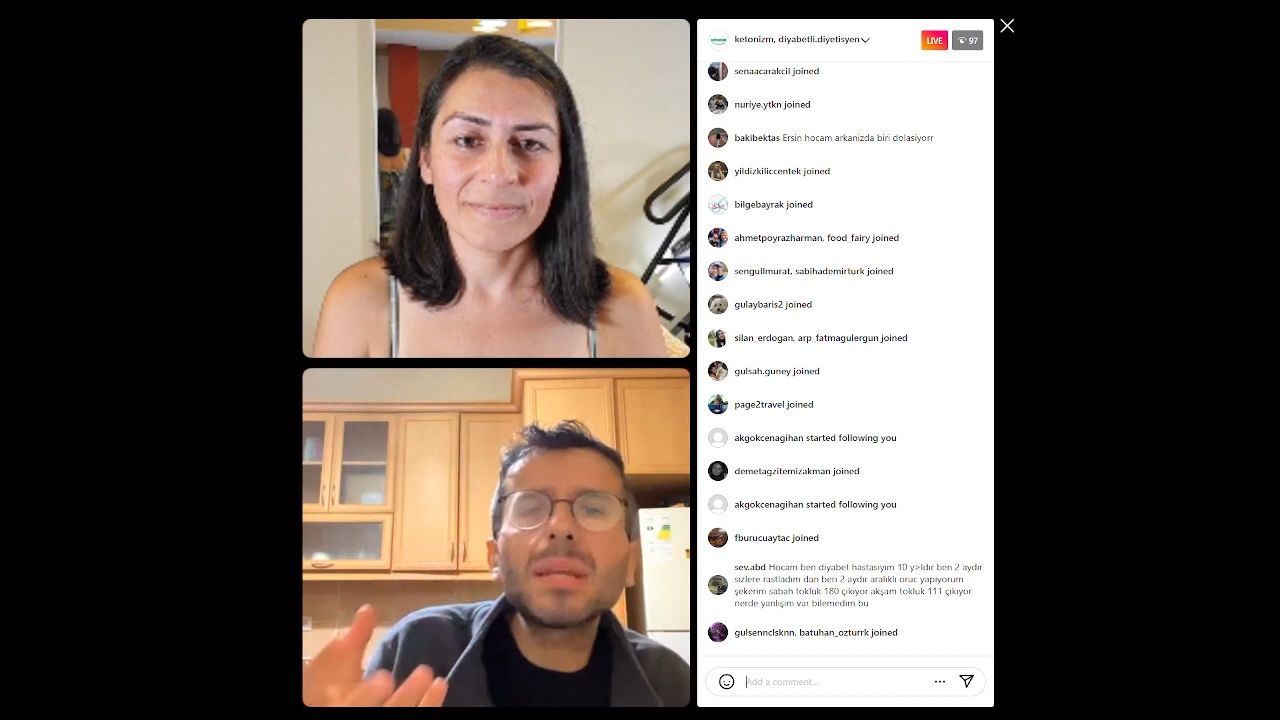 ketonizm, diyabetli.diyetisyen
LIVE
97
senaacarakcil joined
nuriye.ytkn joined
bakibektas Ersin hocam arkanizda biri dolasiyorr
yildizkiliccentek joined
bilgebayrak joined
ahmetpoyrazharman, food_fairy joined
sengullmurat, sabihademirturk joined
gulaybaris2 joined
silan_erdogan, arp_fatmagulergun joined
gulsah.guney joined
page2travel joined
akgokcenagihan started following you
demetagzitemizakman joined
akgokcenagihan started following you
fburucuaytac joined
sev.abd Hocam ben diyabet hastasıyım 10 y>ldır ben 2 aydır
sizlere rastladım dan beri 2 aydır aralıklı oruc yapıyorum
şekerim sabah tokluk 180 çıkıyor akşam tokluk 111 çıkıyor
nerde yanlişım var bilemedim bu
gulsennclsknn, batuhan_ozturrk joined
Add a comment...